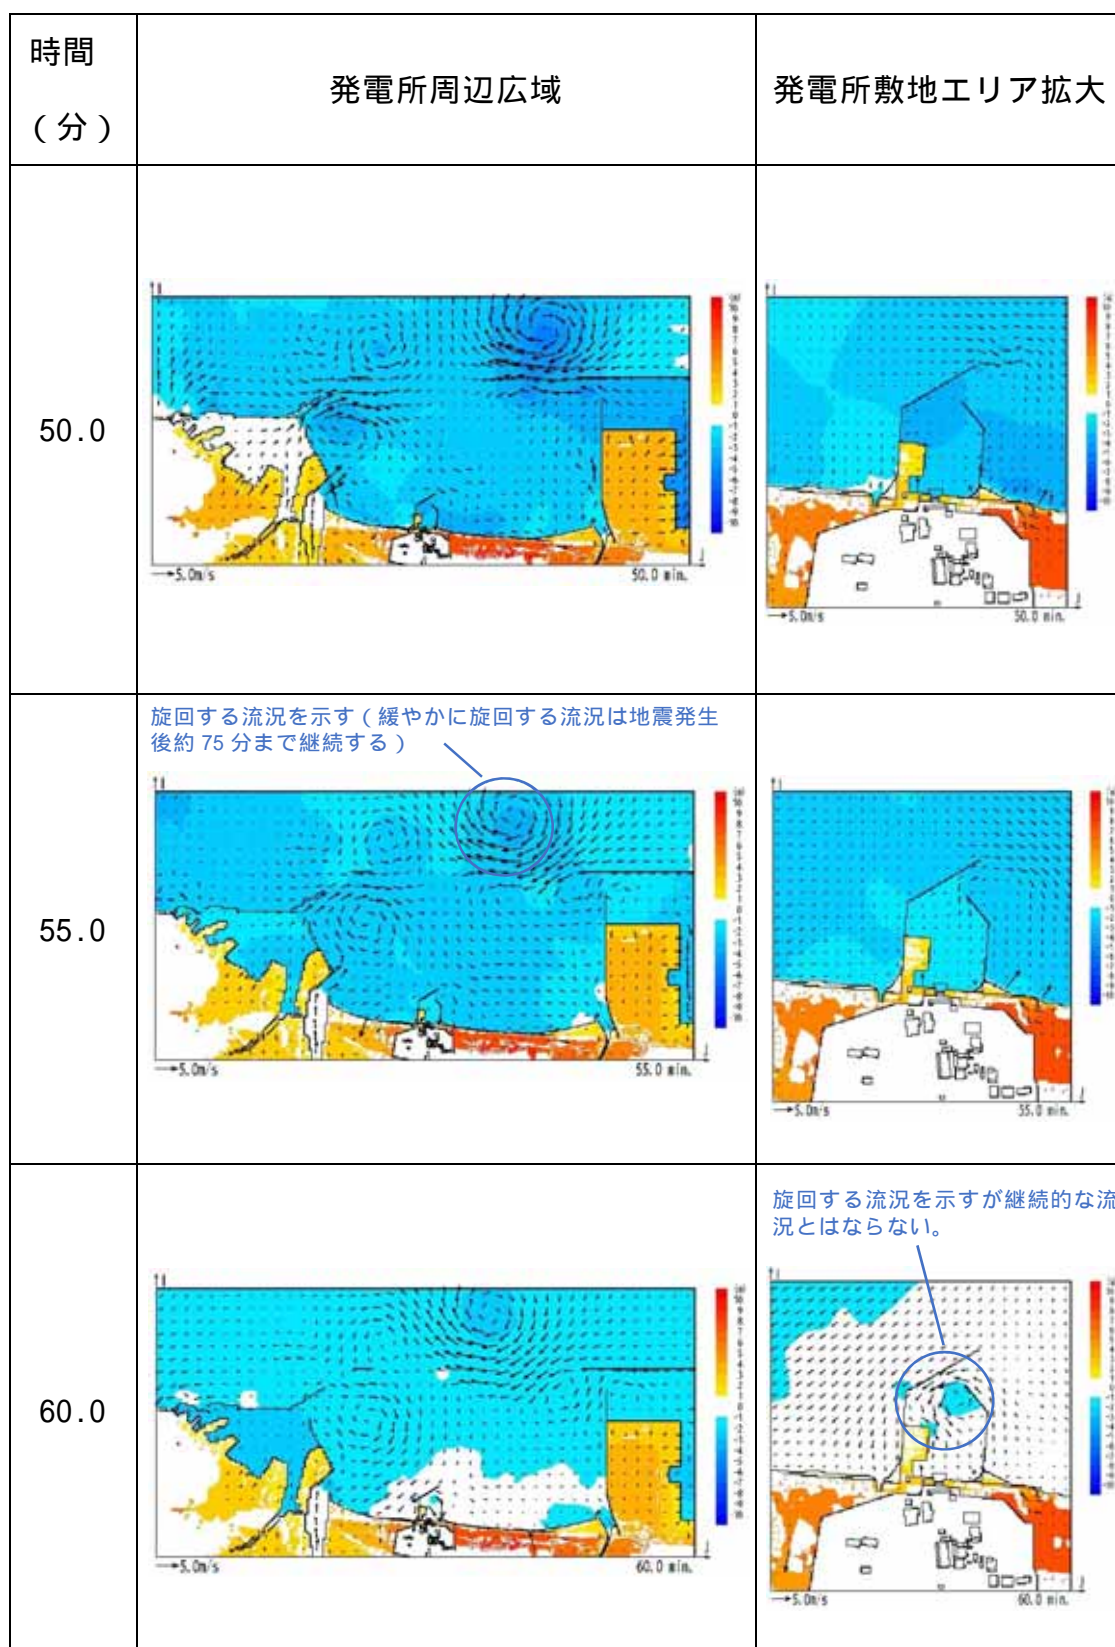 時間
（分）
発電所周辺広域
発電所敷地エリア拡大
50.0
5.0m/s
50.0 min.
5.0m/s
50.0 min.
旋回する流況を示す（緩やかに旋回する流況は地震発生
後約 75 分まで継続する）
55.0
5.0m/s
55.0 min.
5.0m/s
55.0 min.
旋回する流況を示すが継続的な流
況とはならない。
60.0
5.0m/s
60.0 min.
5.0m/s
60.0 min.